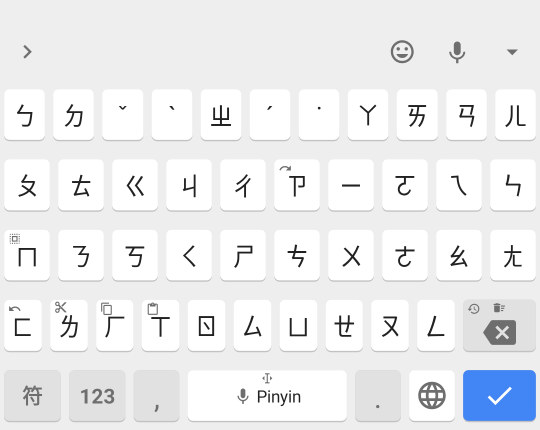 ㄅ ㄉ ˇ ˋ ㄓ ˊ ˙ ㄚ ㄞ ㄢ ㄦ
ㄆ ㄊ ㄍ ㄐ ㄔ ㄗ ㄧ ㄛ ㄟ ㄣ
ㄇ ㄋ ㄎ ㄑ ㄕ ㄘ ㄨ ㄜ ㄠ ㄤ
ㄈ ㄌ ㄏ ㄒ ㄖ ㄙ ㄩ ㄝ ㄡ ㄥ
符 123 , Pinyin .